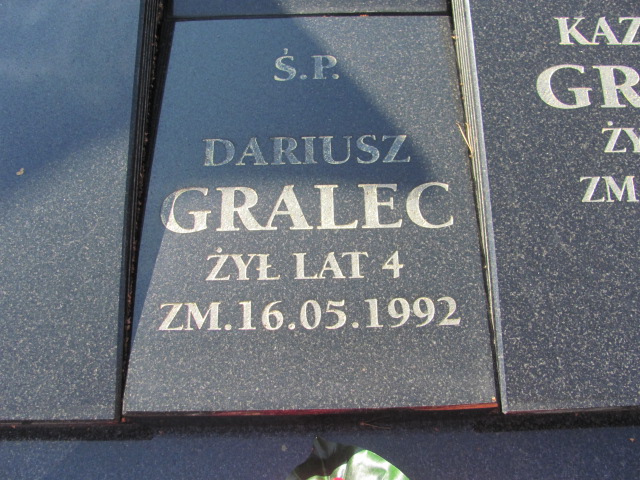 Ś.P.
DARIUSZ
GRALEC
ŻYŁ LAT 4
ZM.16.05.1992